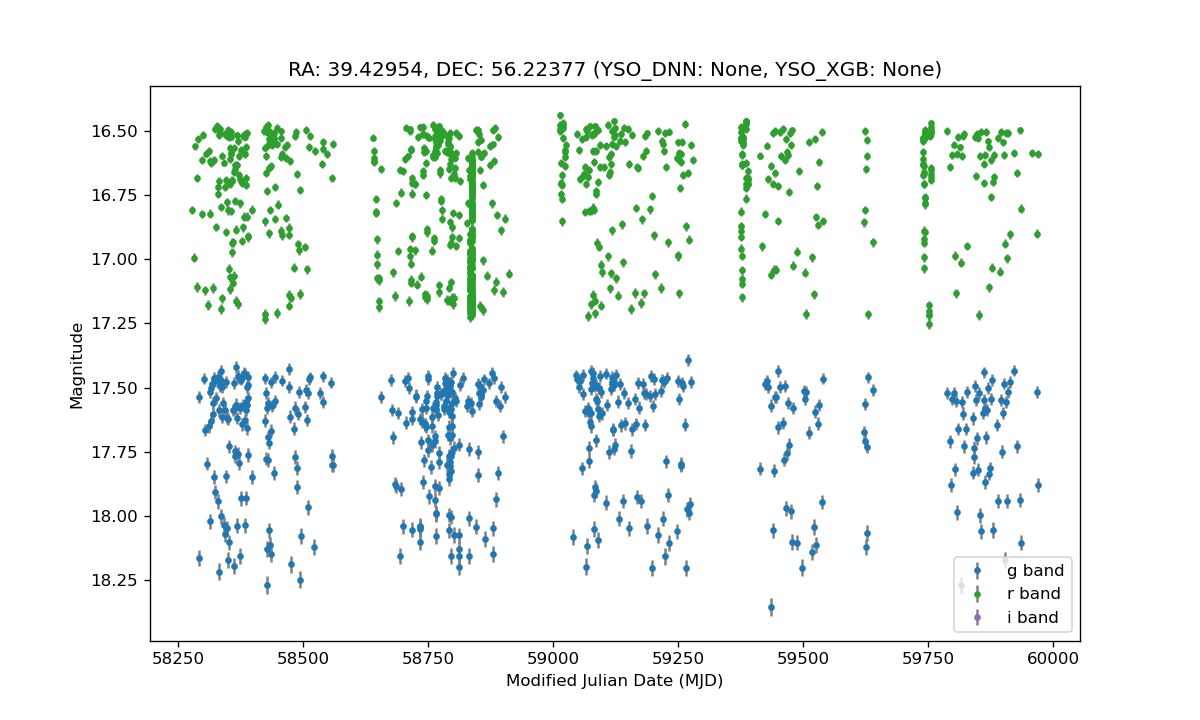 RA: 39.42954, DEC: 56.22377 (YSO_DNN: None, YSO_XGB: None)
16.50
16.75
17.00
17.25
17.50
17.75
18.00
18.25
Magnitude
g band
r band
i band
58250 58500 58750 59000 59250 59500 59750 60000
Modified Julian Date (MJD)